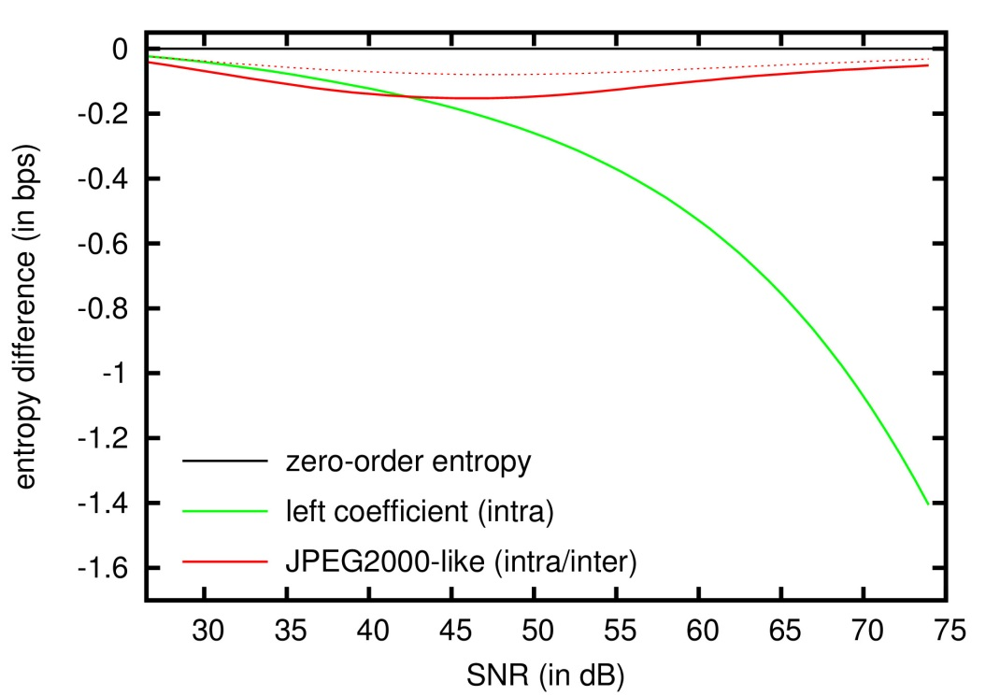 0
-0.2
-0.4
-0.6
-0.8
-1
-1.2
-1.4
-1.6
entropy difference (in bps)
zero-order entropy
left coefficient (intra)
JPEG2000-like (intra/inter)
30 35 40 45 50 55 60 65 70 75
SNR (in dB)